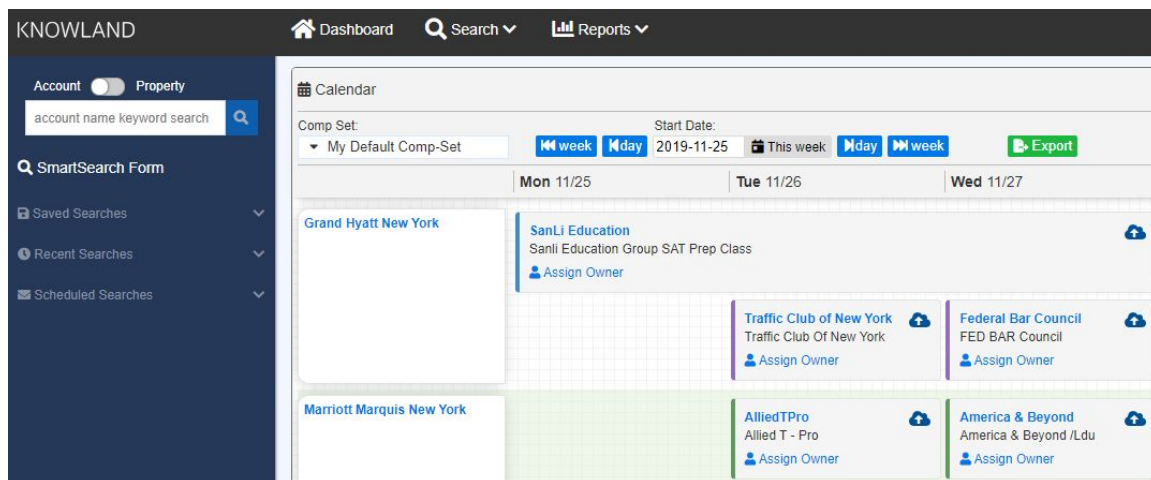 KNOWLAND
Dashboard
Search
Reports
Account
Property
account name keyword search
SmartSearch Form
Saved Searches
Recent Searches
Scheduled Searches
Calendar
Comp Set:
Start Date:
My Default Comp-Set
week
day
2019-11-25
This week
day
week
Export
Mon 11/25
Tue 11/26
Wed 11/27
Grand Hyatt New York
SanLi Education
Sanli Education Group SAT Prep Class
Assign Owner
Traffic Club of New York
Traffic Club Of New York
Assign Owner
Federal Bar Council
FED BAR Council
Assign Owner
Marriott Marquis New York
AlliedTPro
Allied T - Pro
Assign Owner
America & Beyond
America & Beyond /Ldu
Assign Owner